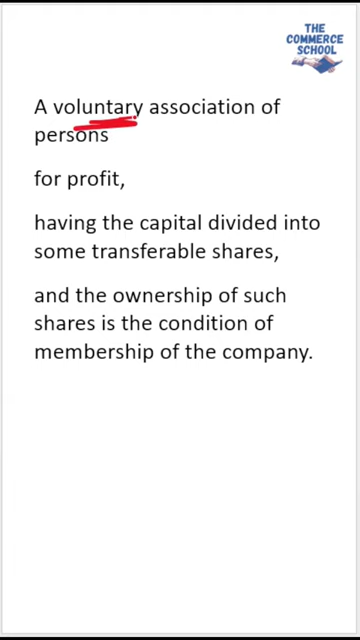 THE
COMMERCE
SCHOOL
A voluntary association of
persons
for profit,
having the capital divided into
some transferable shares,
and the ownership of such
shares is the condition of
membership of the company.